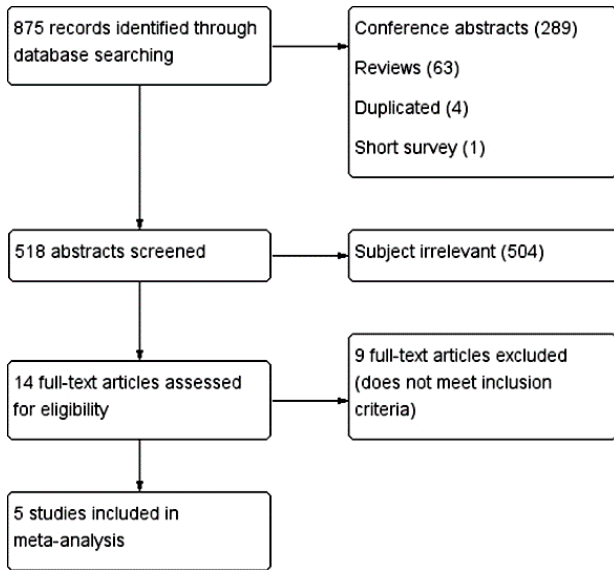 875 records identified through
database searching
Conference abstracts (289)
Reviews (63)
Duplicated (4)
Short survey (1)
518 abstracts screened
Subject irrelevant (504)
14 full-text articles assessed
for eligibility
9 full-text articles excluded
(does not meet inclusion
criteria)
5 studies included in
meta-analysis